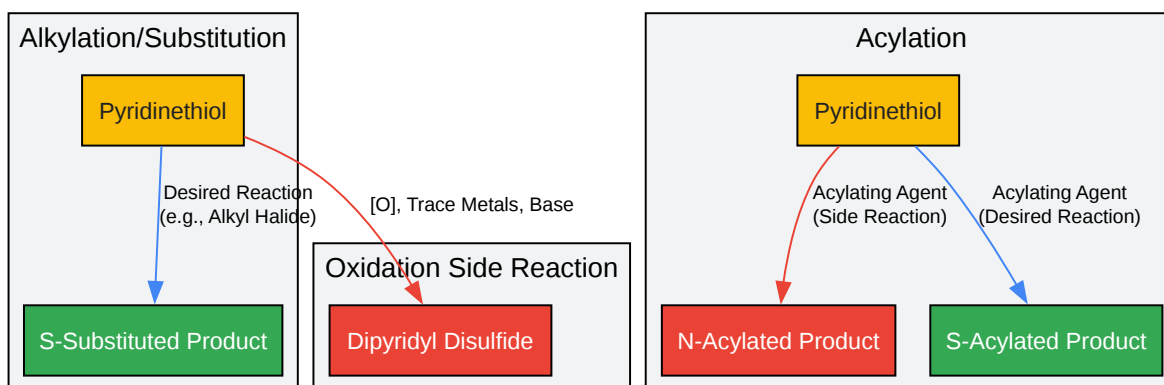 Alkylation/Substitution
Pyridinethiol
Desired Reaction
(e.g., Alkyl Halide)
[O], Trace Metals, Base
S-Substituted Product
Oxidation Side Reaction
Dipyridyl Disulfide
Acylation
Pyridinethiol
Acylating Agent
(Side Reaction)
Acylating Agent
(Desired Reaction)
N-Acylated Product
S-Acylated Product